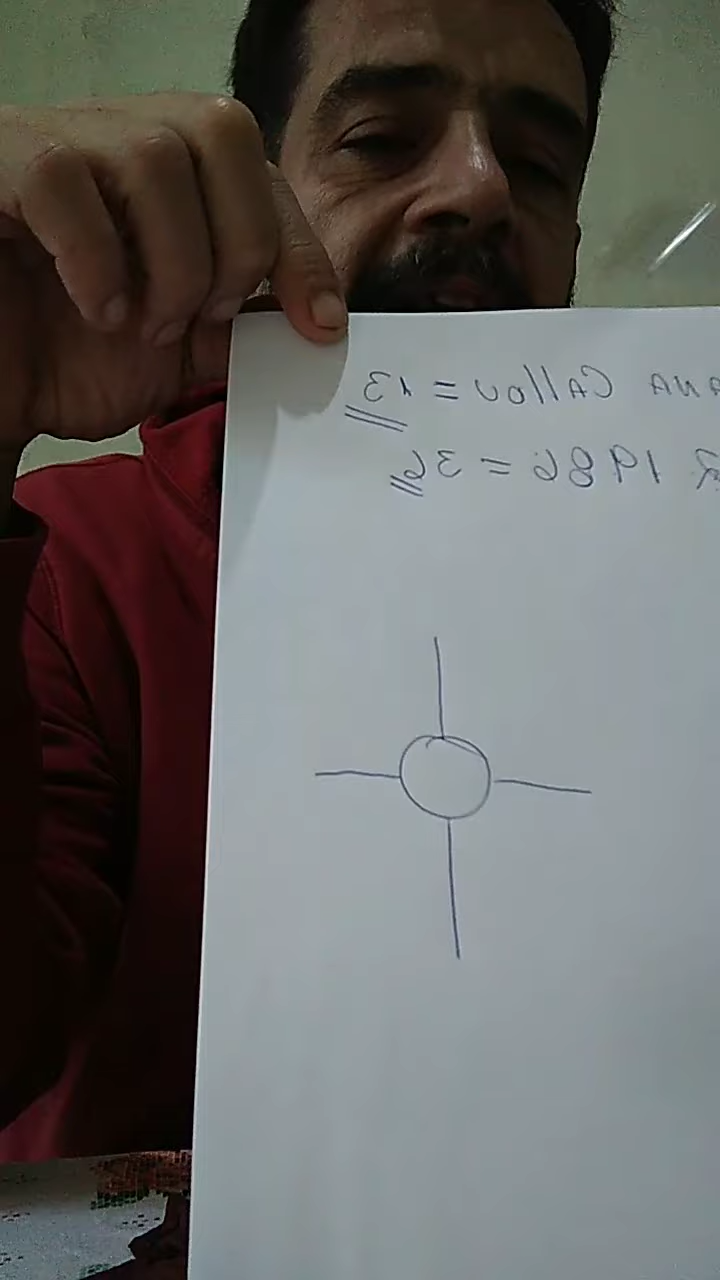 ANA CAllOU = 13
R 1986 = 36